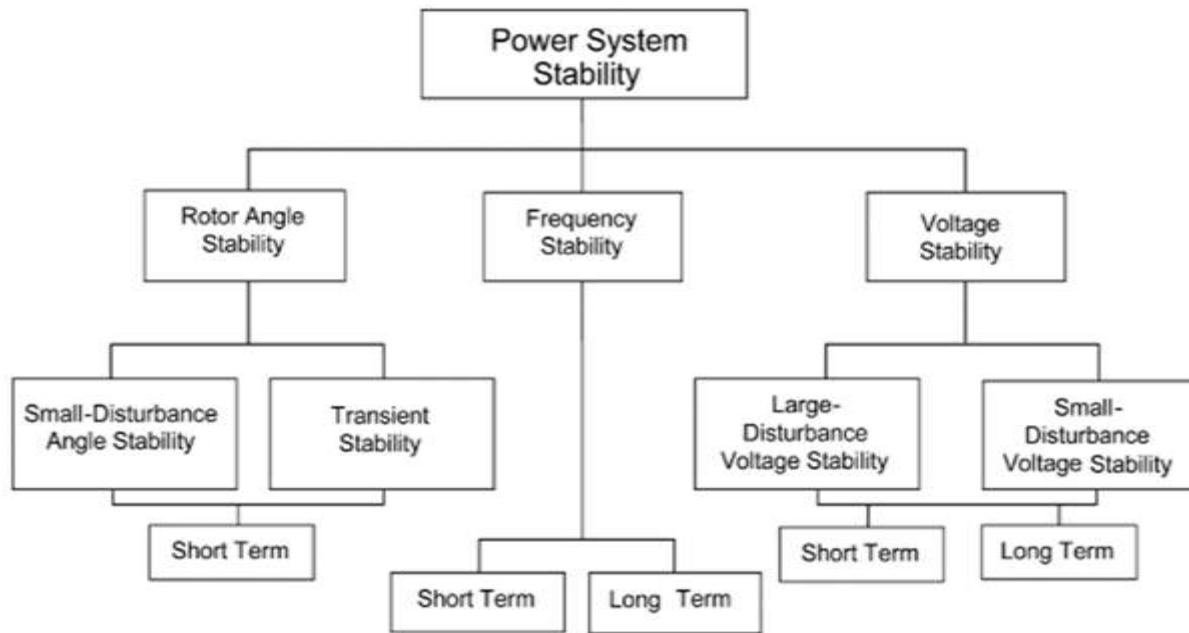 Power System
Stability
Rotor Angle
Stability
Frequency
Stability
Voltage
Stability
Small-Disturbance
Angle Stability
Transient
Stability
Large-
Disturbance
Voltage Stability
Small-
Disturbance
Voltage Stability
Short Term
Short Term
Long Term
Short Term
Long Term